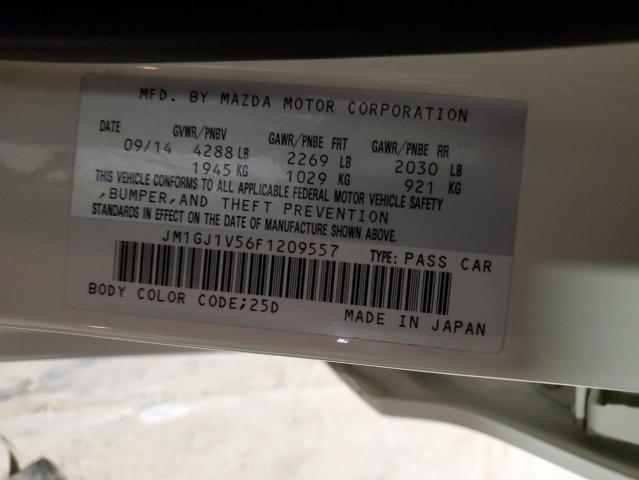 MFD. BY MAZDA MOTOR CORPORATION
DATE GVWR/PNBV GAWR/PNBE FRT GAWR/PNBE RR
09/14 4288 LB 2269 LB 2030 LB
1945 KG 1029 KG 921 KG
THIS VEHICLE CONFORMS TO ALL APPLICABLE FEDERAL MOTOR VEHICLE SAFETY
,BUMPER,AND THEFT PREVENTION
STANDARDS IN EFFECT ON THE DATE OF MANUFACTURE SHOWN ABOVE.
JM1GJ1V56F1209557 TYPE: PASS CAR
BODY COLOR CODE;25D MADE IN JAPAN